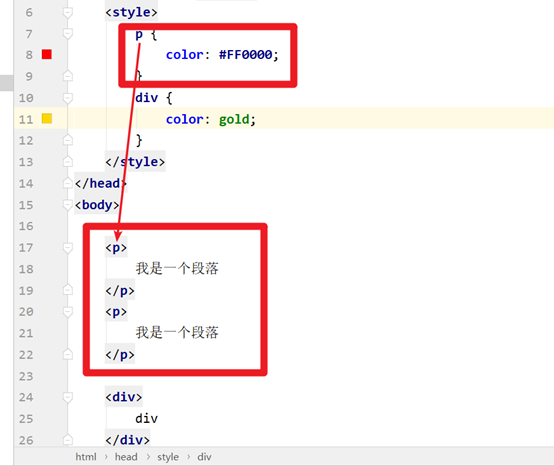 6 <style>
7 p {
8 color: #FF0000;
9 }
10 div {
11 color: gold;
12 }
13 </style>
14 </head>
15 <body>
16
17 <p>
18 我是一个段落
19 </p>
20 <p>
21 我是一个段落
22 </p>
23
24 <div>
25 div
26 </div>
html › head › style › div